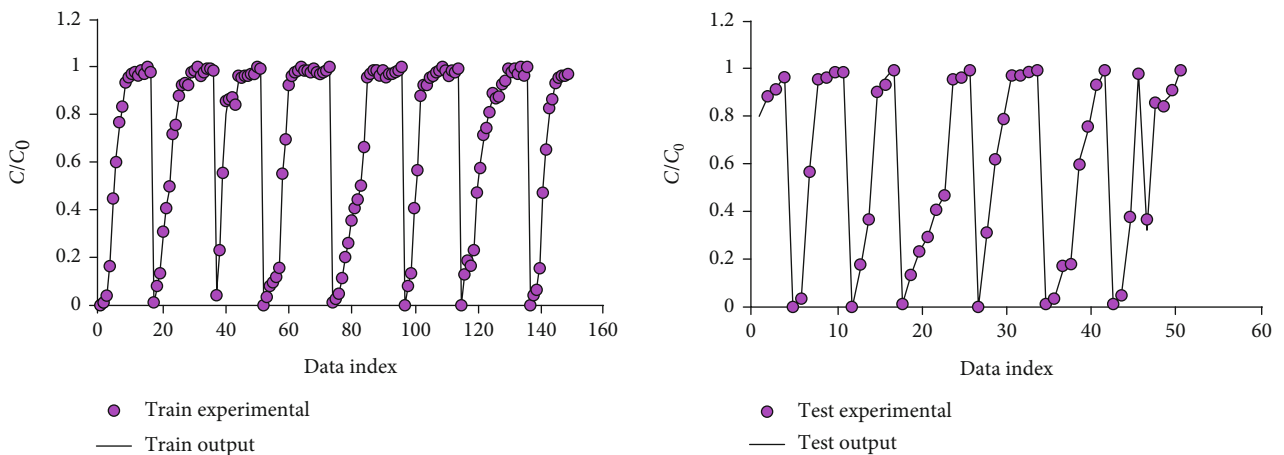 1.2
1
0.8
0.6
0.4
0.2
0
C/C0
0 20 40 60 80 100 120 140 160
Data index
Train experimental
Train output
1.2
1
0.8
0.6
0.4
0.2
0
C/C0
0 10 20 30 40 50 60
Data index
Test experimental
Test output